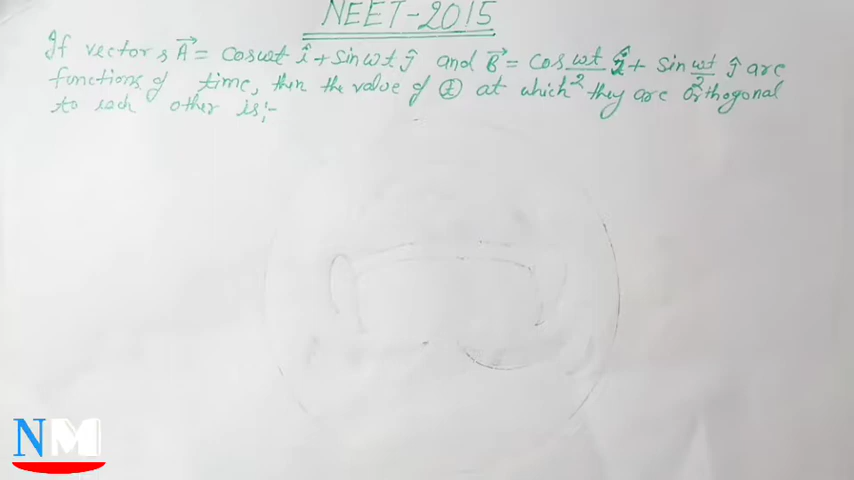 NEET-2015
If vectors A⃗ = cosωt î + sinωt ĵ and B⃗ = cos ωt/2 î + sin ωt/2 ĵ are
functions of time, then the value of t at which they are orthogonal
to each other is:-
NM